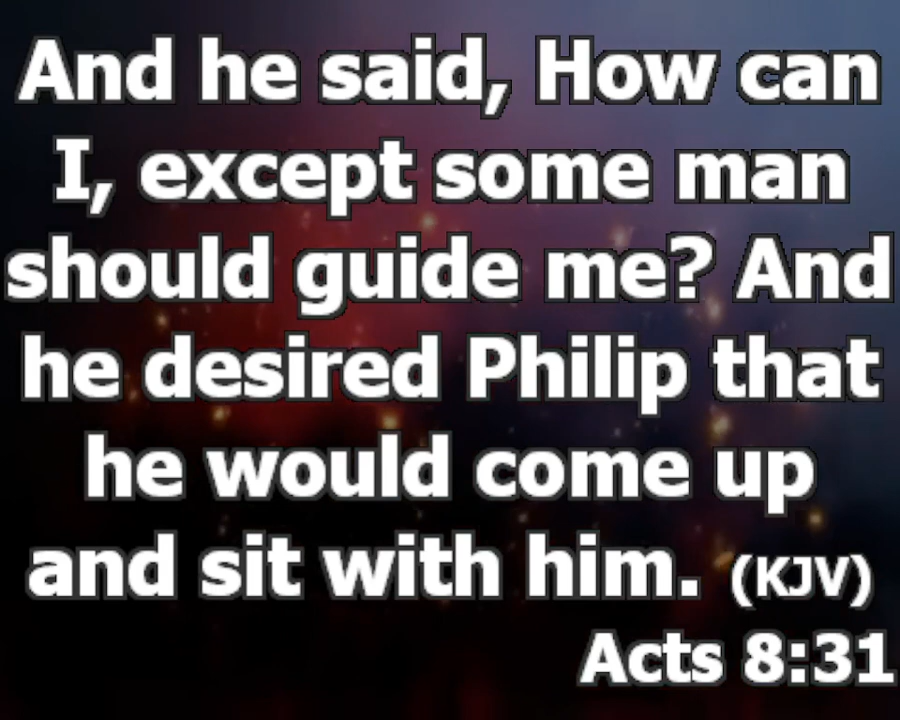 And he said, How can
I, except some man
should guide me? And
he desired Philip that
he would come up
and sit with him. (KJV)
Acts 8:31